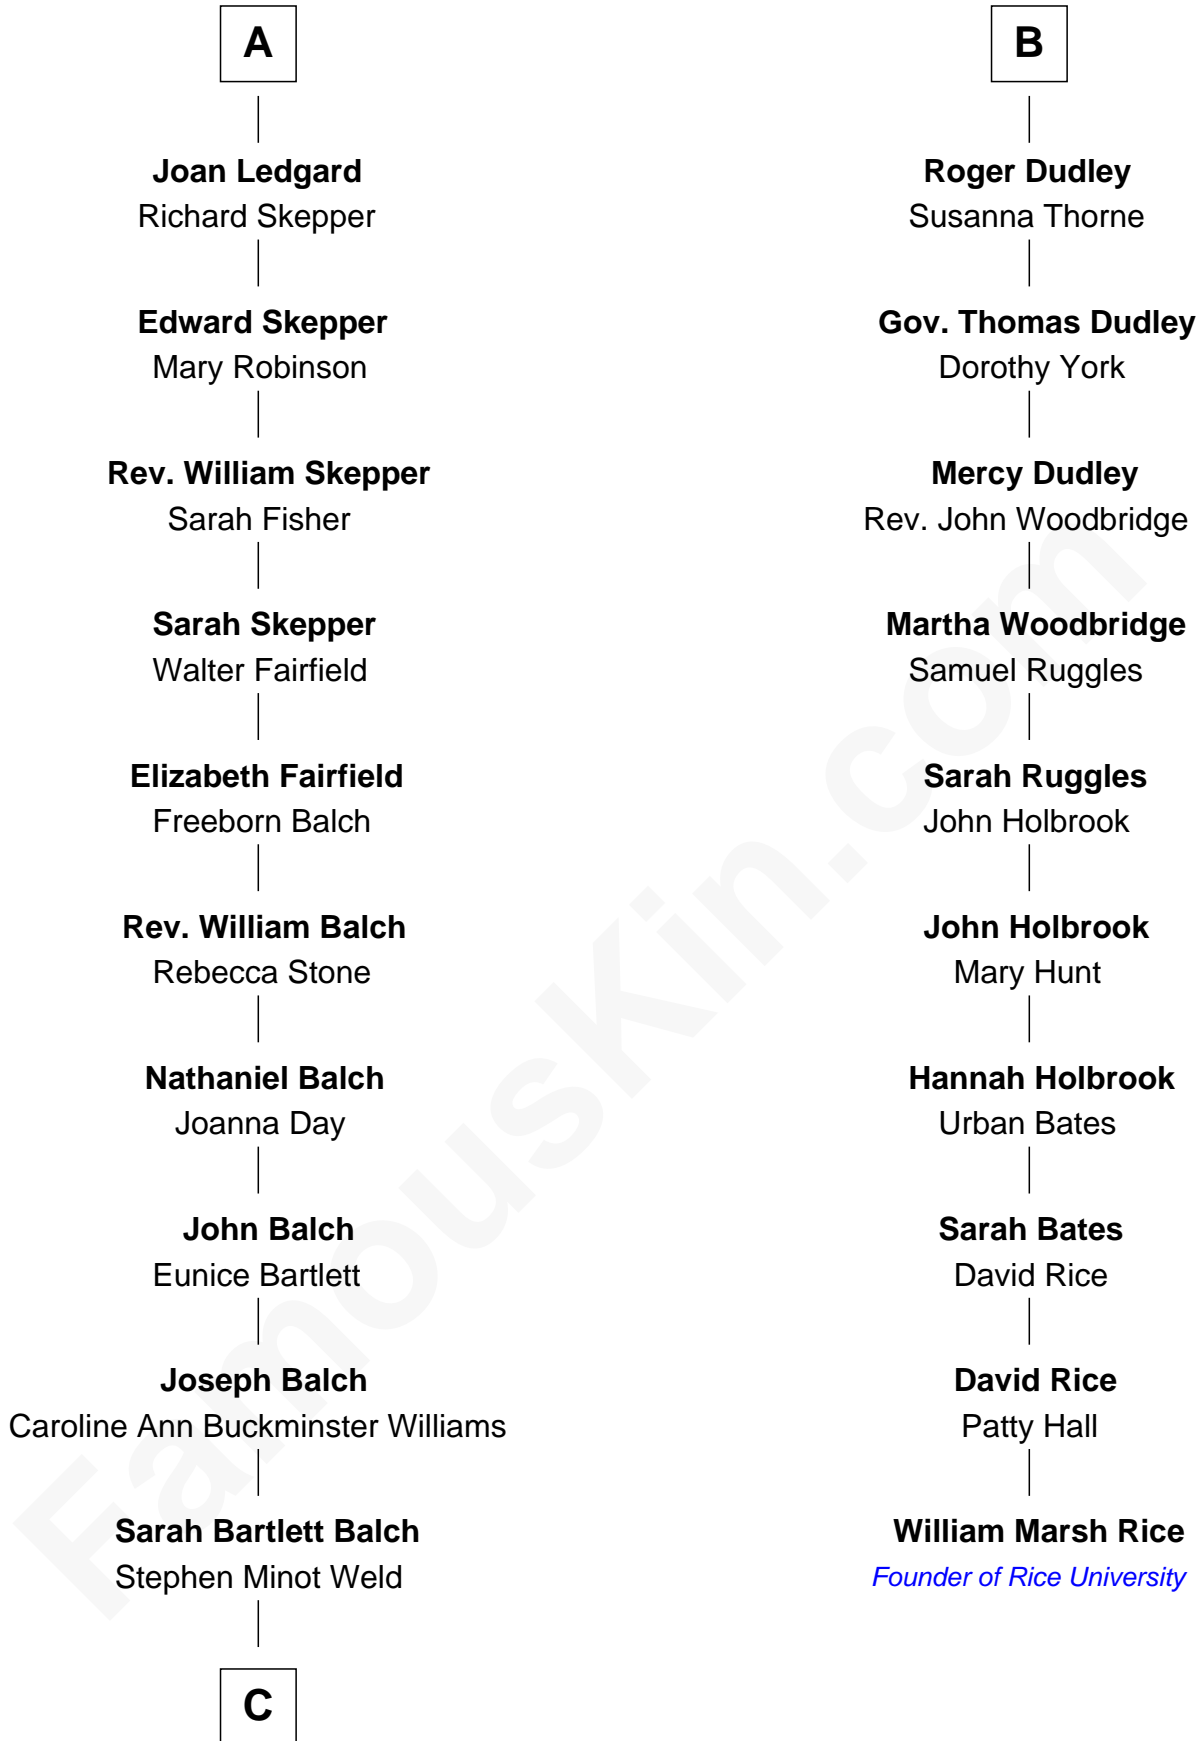 A
Joan Ledgard
Richard Skepper
Edward Skepper
Mary Robinson
Rev. William Skepper
Sarah Fisher
Sarah Skepper
Walter Fairfield
Elizabeth Fairfield
Freeborn Balch
Rev. William Balch
Rebecca Stone
Nathaniel Balch
Joanna Day
John Balch
Eunice Bartlett
Joseph Balch
Caroline Ann Buckminster Williams
Sarah Bartlett Balch
Stephen Minot Weld
C
B
Roger Dudley
Susanna Thorne
Gov. Thomas Dudley
Dorothy York
Mercy Dudley
Rev. John Woodbridge
Martha Woodbridge
Samuel Ruggles
Sarah Ruggles
John Holbrook
John Holbrook
Mary Hunt
Hannah Holbrook
Urban Bates
Sarah Bates
David Rice
David Rice
Patty Hall
William Marsh Rice
Founder of Rice University
FamousKin.com